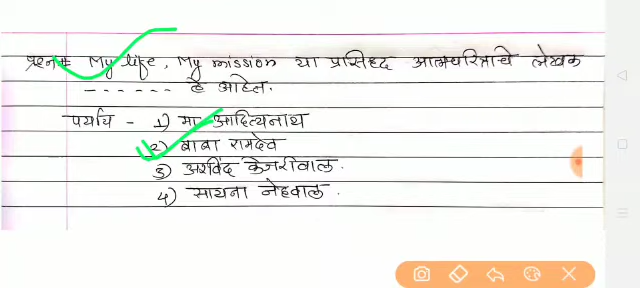 प्रश्न# My life, My mission या प्रसिध्द आत्मचरित्राचे लेखक
------ हे आहेत.
पर्याय - 1) मा आदित्यनाथ
2) बाबा रामदेव
3) अरविंद केजरीवाल.
4) सायना नेहवाल.